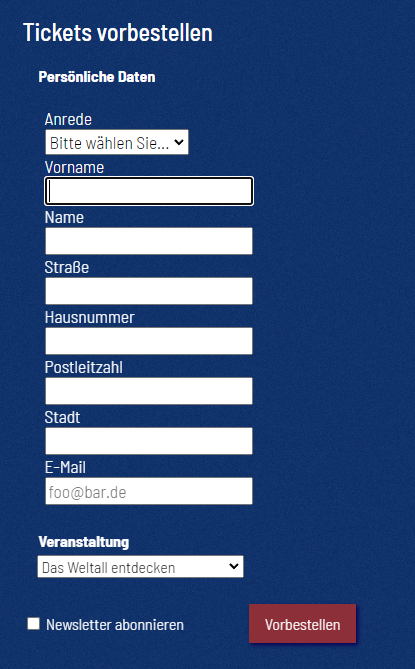 Tickets vorbestellen
Persönliche Daten
Anrede
Bitte wählen Sie...
Vorname
Name
Straße
Hausnummer
Postleitzahl
Stadt
E-Mail
foo@bar.de
Veranstaltung
Das Weltall entdecken
Newsletter abonnieren
Vorbestellen